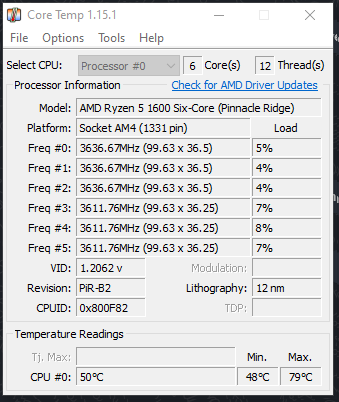 Core Temp 1.15.1
File Options Tools Help
Select CPU: Processor #0 6 Core(s) 12 Thread(s)
Processor Information Check for AMD Driver Updates
Model: AMD Ryzen 5 1600 Six-Core (Pinnade Ridge)
Platform: Socket AM4 (1331 pin) Load
Freq #0: 3636.67MHz (99.63 x 36.5) 5%
Freq #1: 3636.67MHz (99.63 x 36.5) 4%
Freq #2: 3636.67MHz (99.63 x 36.5) 4%
Freq #3: 3611.76MHz (99.63 x 36.25) 7%
Freq #4: 3611.76MHz (99.63 x 36.25) 8%
Freq #5: 3611.76MHz (99.63 x 36.25) 7%
VID: 1.2062 v Modulation:
Revision: PiR-B2 Lithography: 12 nm
CPUID: 0x800F82 TDP:
Temperature Readings
Tj. Max: Min. Max.
CPU #0: 50°C 48°C 79°C